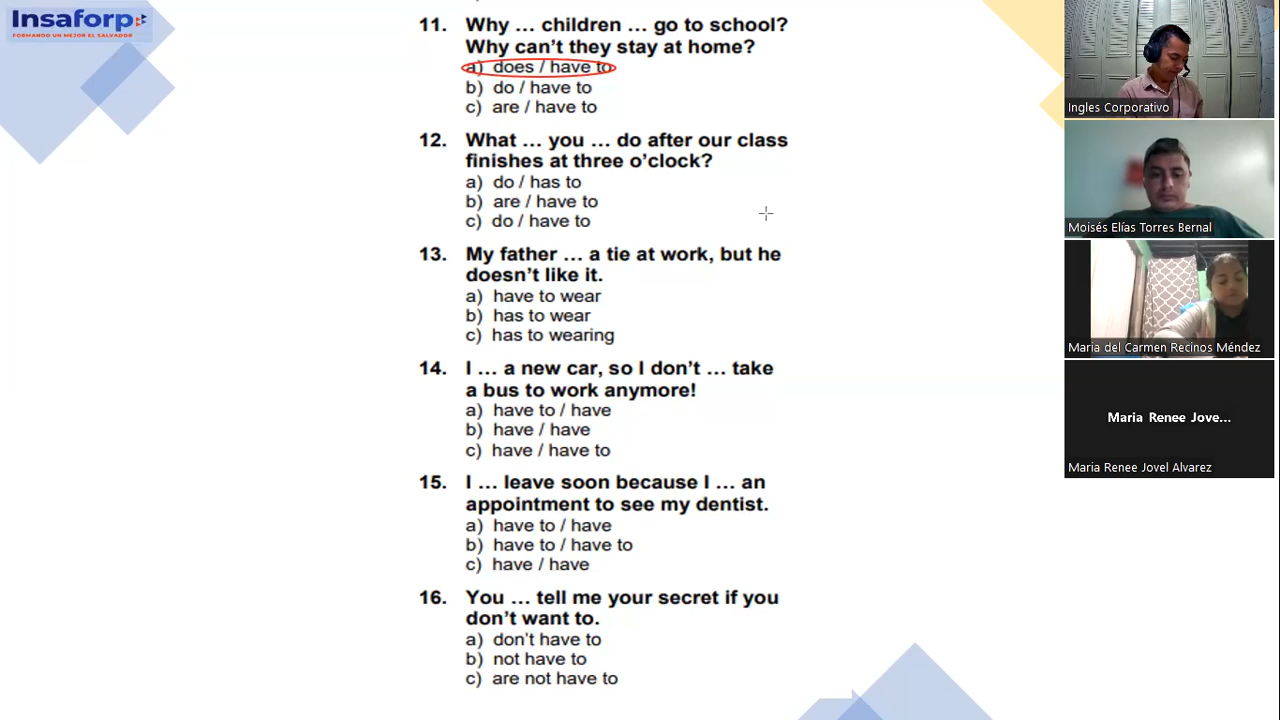 Insaforp
FORMANDO UN MEJOR EL SALVADOR
11. Why … children … go to school?
Why can't they stay at home?
a) does / have to
b) do / have to
c) are / have to
12. What … you … do after our class
finishes at three o'clock?
a) do / has to
b) are / have to
c) do / have to
13. My father … a tie at work, but he
doesn't like it.
a) have to wear
b) has to wear
c) has to wearing
14. I … a new car, so I don't … take
a bus to work anymore!
a) have to / have
b) have / have
c) have / have to
15. I … leave soon because I … an
appointment to see my dentist.
a) have to / have
b) have to / have to
c) have / have
16. You … tell me your secret if you
don't want to.
a) don't have to
b) not have to
c) are not have to
Ingles Corporativo
Moisés Elías Torres Bernal
Maria del Carmen Recinos Méndez
Maria Renee Jove...
Maria Renee Jovel Alvarez